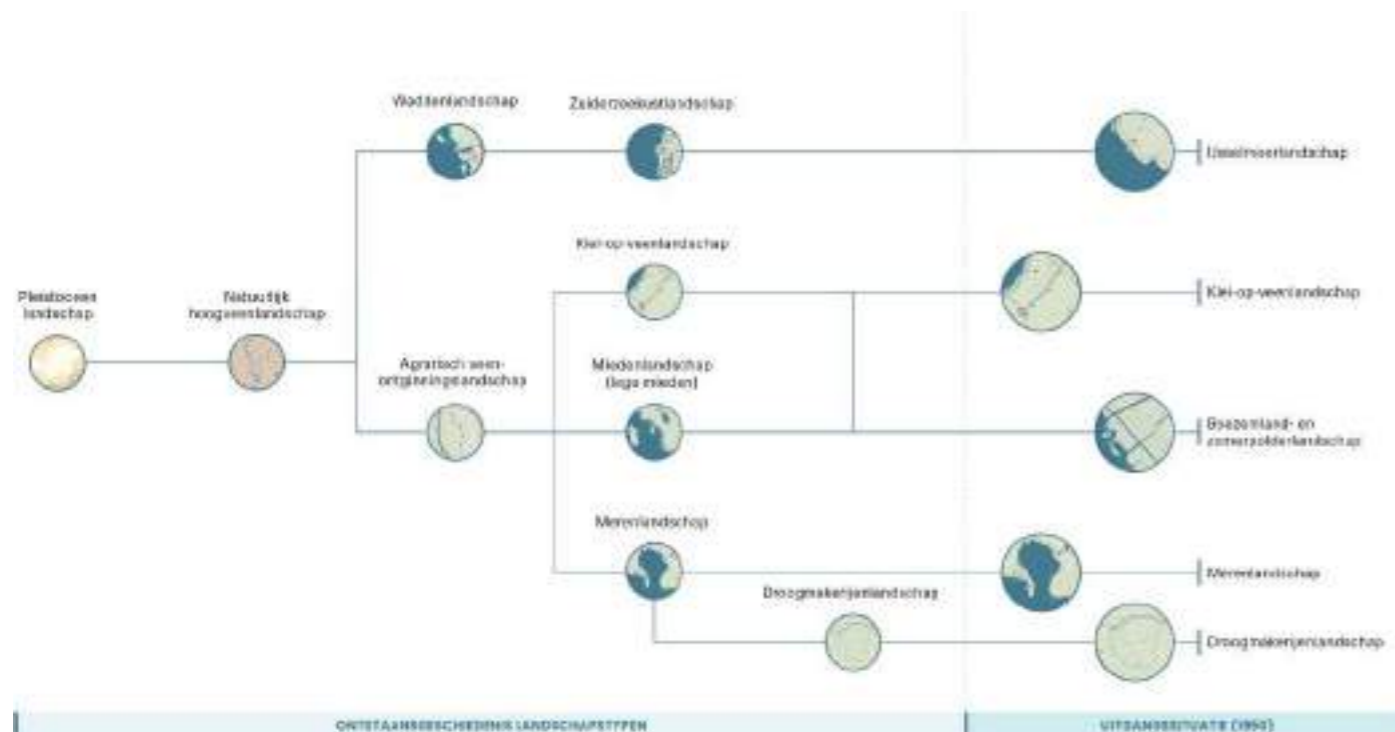 Waddenlandschap
Zuiderzeekustlandschap
IJsselmeerlandschap
Klei-op-veenlandschap
Klei-op-veenlandschap
Pleistoceen
landschap
Natuurlijk
hoogveenlandschap
Agrarisch veen-
ontginningslandschap
Miedenlandschap
(lege mieden)
Boezemland- en
zomerpolderlandschap
Merenlandschap
Merenlandschap
Droogmakerijenlandschap
Droogmakerijenlandschap
ONTSTAANSGESCHIEDENIS LANDSCHAPSTYPEN
UITGANGSSITUATIE (1950)